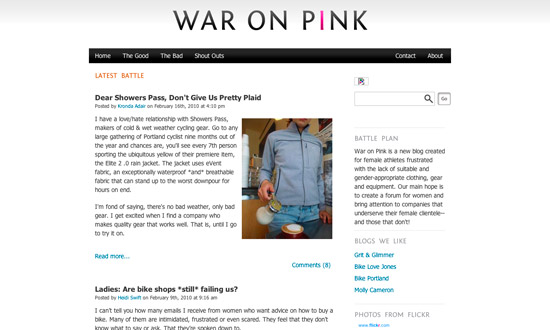 WAR ON PINK
Home The Good The Bad Shout Outs Contact About
LATEST BATTLE
Dear Showers Pass, Don't Give Us Pretty Plaid
Posted by Kronda Adair on February 16th, 2010 at 4:10 pm
I have a love/hate relationship with Showers Pass,
makers of cold & wet weather cycling gear. Go to any
large gathering of Portland cyclist nine months out of
the year and chances are, you'll see every 7th person
sporting the ubiquitous yellow of their premiere item,
the Elite 2 .0 rain jacket. The jacket uses eVent
fabric, an exceptionally waterproof *and* breathable
fabric that can stand up to the worst downpour for
hours on end.
I'm fond of saying, there's no bad weather, only bad
gear. I get excited when I find a company who
makes quality gear that works well. That is, until I go
to try it on.
Read more...
Comments (8)
Ladies: Are bike shops *still* failing us?
Posted by Heidi Swift on February 9th, 2010 at 9:16 am
I can't tell you how many emails I receive from women who want advice on how to buy a
bike. Many of them are intimidated, frustrated or even scared. They feel that they don't
know what to say or ask. That they're spoken down to.
Go
BATTLE PLAN
War on Pink is a new blog created
for female athletes frustrated
with the lack of suitable and
gender-appropriate clothing, gear
and equipment. Our main hope is
to create a forum for women and
bring attention to companies that
underserve their female clientele--
and those that don't!
BLOGS WE LIKE
Grit & Glimmer
Bike Love Jones
Bike Portland
Molly Cameron
PHOTOS FROM FLICKR
www.flickr.com